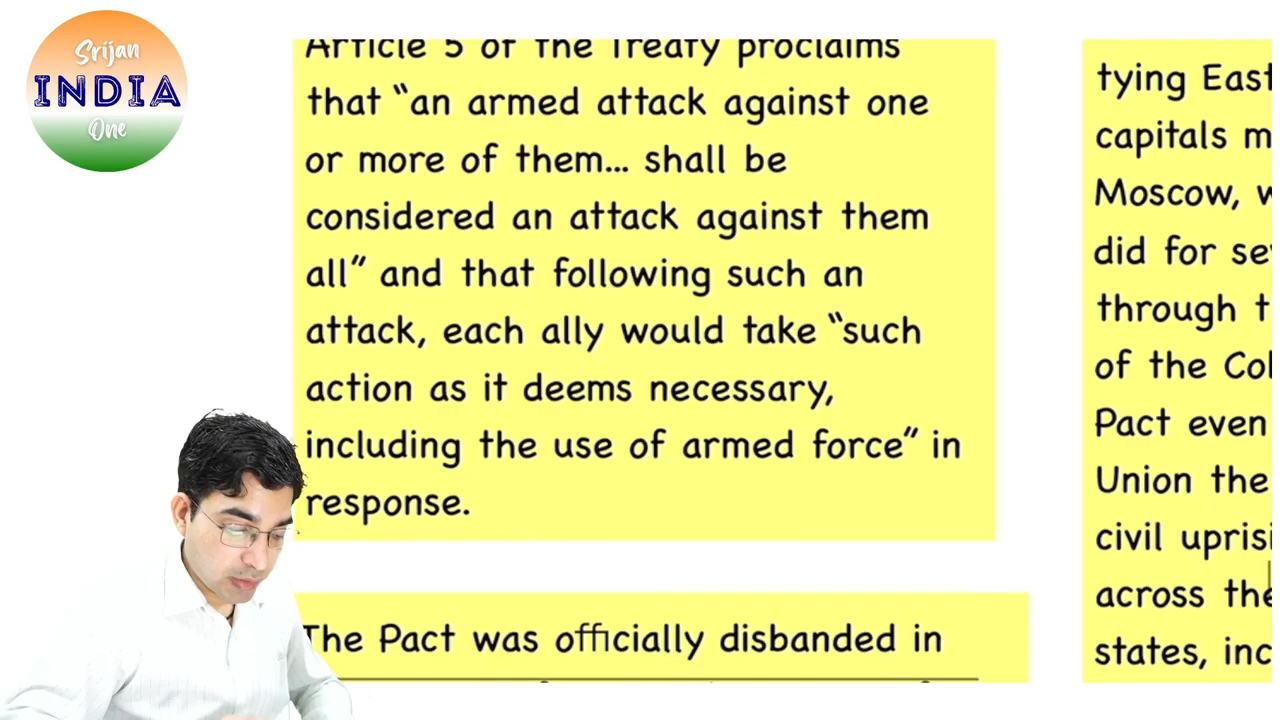 Srijan
INDIA
One
Article 5 of the Treaty proclaims
that “an armed attack against one
or more of them... shall be
considered an attack against them
all” and that following such an
attack, each ally would take “such
action as it deems necessary,
including the use of armed force” in
response.
The Pact was officially disbanded in
tying East
capitals m
Moscow, w
did for se
through t
of the Co
Pact even
Union the
civil upris
across the
states, inc